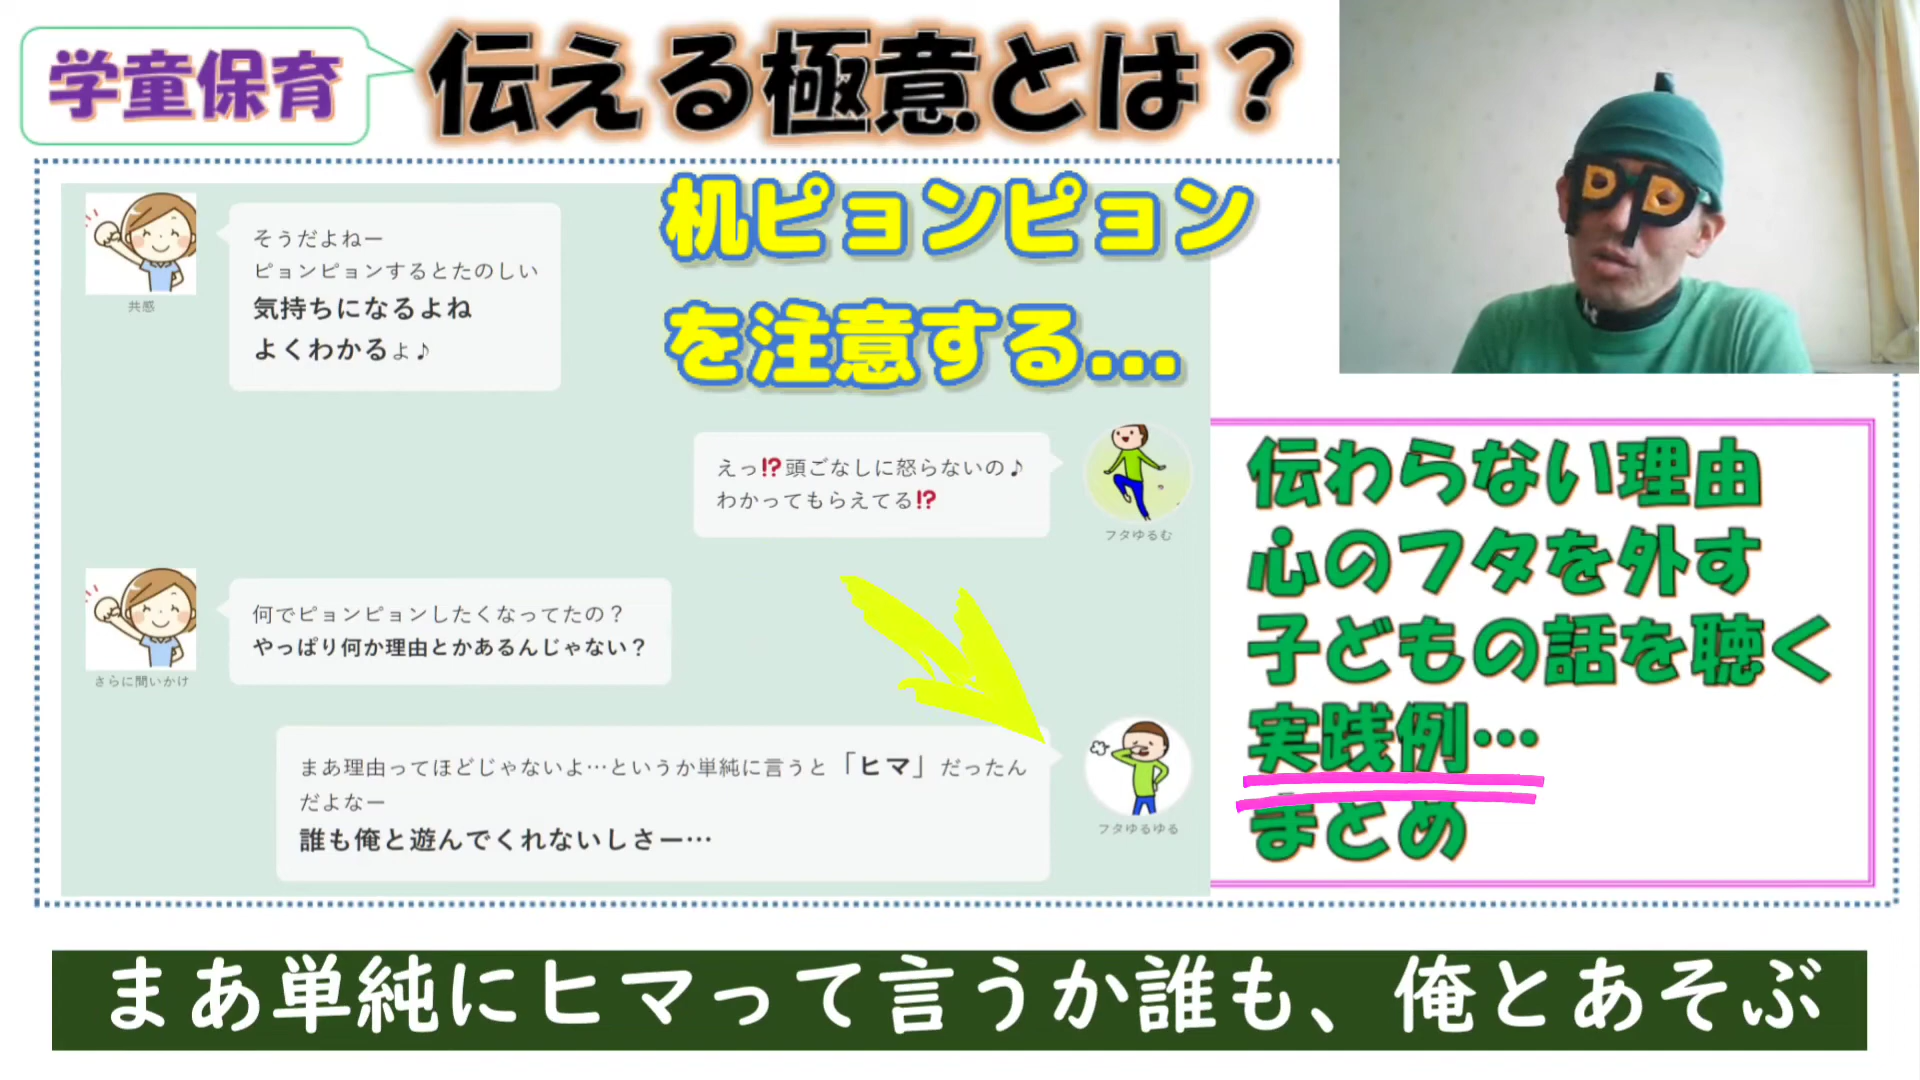 学童保育
伝える極意とは？
机ピョンピョン
を注意する...
そうだよねー
ピョンピョンするとたのしい
気持ちになるよね
よくわかるよ♪
共感
えっ⁉頭ごなしに怒らないの♪
わかってもらえてる⁉
フタゆるむ
何でピョンピョンしたくなってたの？
やっぱり何か理由とかあるんじゃない？
さらに問いかけ
まあ理由ってほどじゃないよ…というか単純に言うと「ヒマ」だったん
だよなー
誰も俺と遊んでくれないしさー…
フタゆるゆる
伝わらない理由
心のフタを外す
子どもの話を聴く
実践例…
まとめ
まあ単純にヒマって言うか誰も、俺とあそぶ